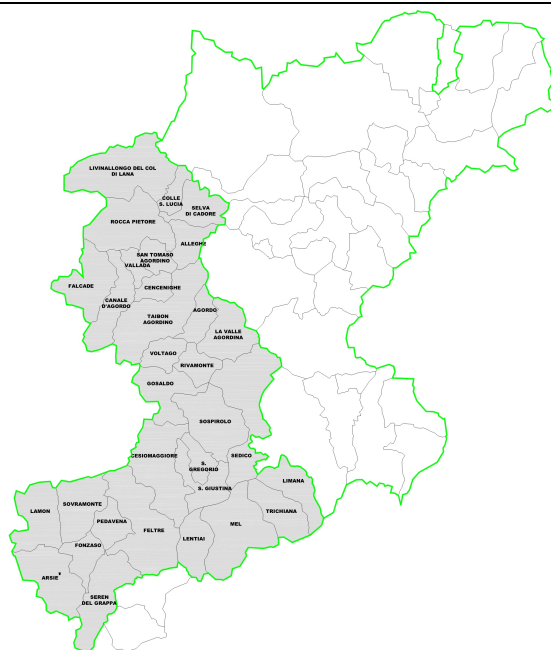 LIVINALLONGO DEL COL
DI LANA
COLLE
S. LUCIA
SELVA
DI CADORE
ROCCA PIETORE
ALLEGHE
SAN TOMASO
AGORDINO
VALLADA
FALCADE
CENCENIGHE
CANALE
D'AGORDO
AGORDO
TAIBON
AGORDINO
LA VALLE
AGORDINA
VOLTAGO
RIVAMONTE
GOSALDO
SOSPIROLO
CESIOMAGGIORE
SEDICO
S.
GREGORIO
LIMANA
S. GIUSTINA
SOVRAMONTE
LAMON
TRICHIANA
PEDAVENA
MEL
FELTRE
LENTIAI
FONZASO
ARSIE'
SEREN
DEL GRAPPA